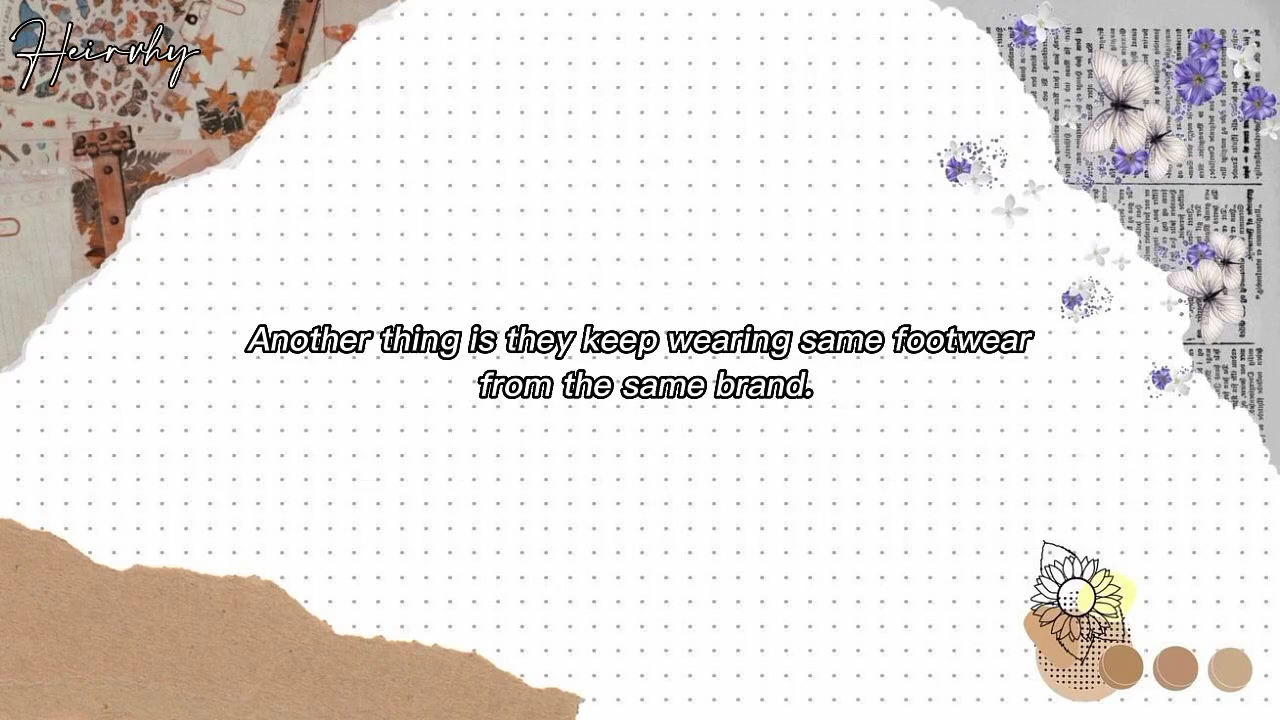 Heirvhy
Another thing is they keep wearing same footwear
from the same brand.